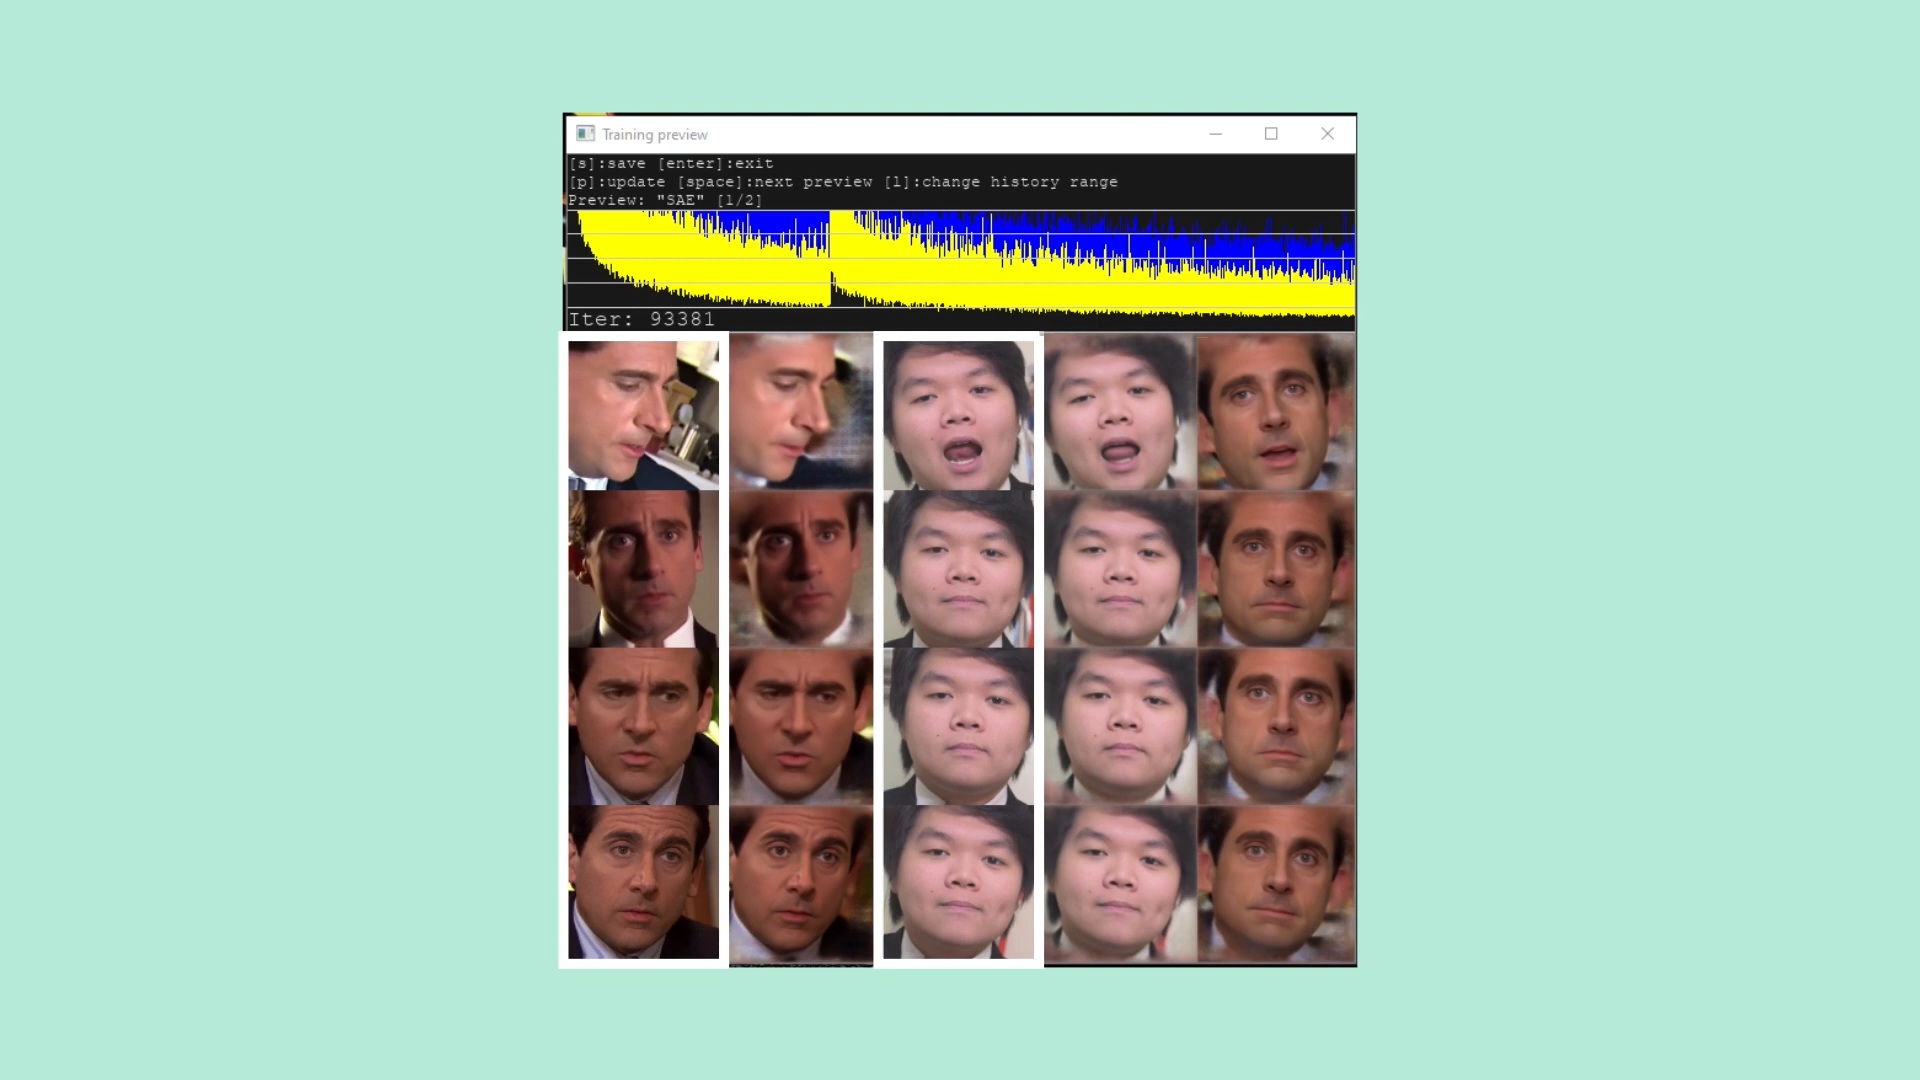 Training preview
[s]:save [enter]:exit
[p]:update [space]:next preview [l]:change history range
Preview: "SAE" [1/2]
Iter: 93381